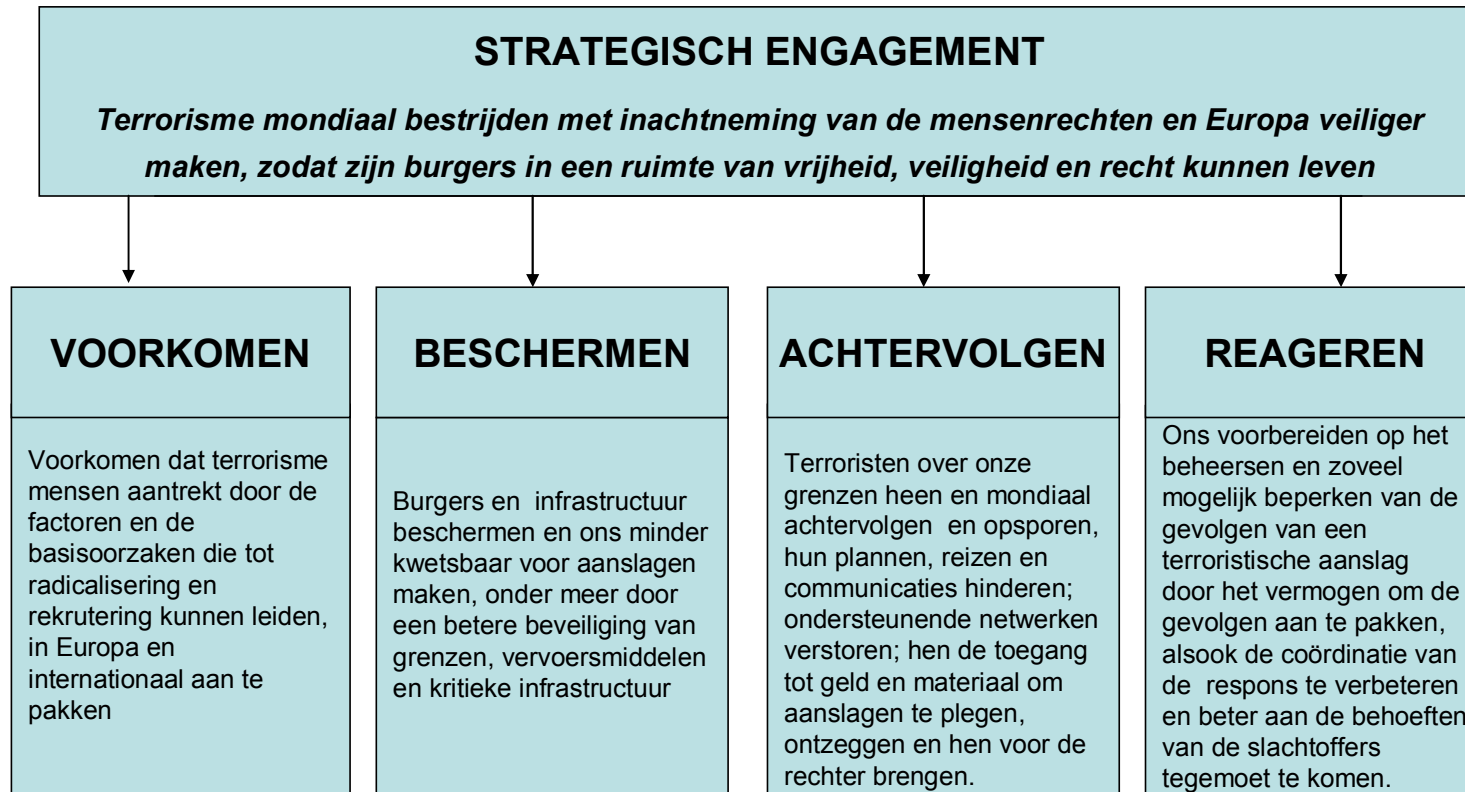 STRATEGISCH ENGAGEMENT
Terrorisme mondiaal bestrijden met inachtneming van de mensenrechten en Europa veiliger
maken, zodat zijn burgers in een ruimte van vrijheid, veiligheid en recht kunnen leven
VOORKOMEN
Voorkomen dat terrorisme
mensen aantrekt door de
factoren en de
basisoorzaken die tot
radicalisering en
rekrutering kunnen leiden,
in Europa en
internationaal aan te
pakken
BESCHERMEN
Burgers en infrastructuur
beschermen en ons minder
kwetsbaar voor aanslagen
maken, onder meer door
een betere beveiliging van
grenzen, vervoersmiddelen
en kritieke infrastructuur
ACHTERVOLGEN
Terroristen over onze
grenzen heen en mondiaal
achtervolgen en opsporen,
hun plannen, reizen en
communicaties hinderen;
ondersteunende netwerken
verstoren; hen de toegang
tot geld en materiaal om
aanslagen te plegen,
ontzeggen en hen voor de
rechter brengen.
REAGEREN
Ons voorbereiden op het
beheersen en zoveel
mogelijk beperken van de
gevolgen van een
terroristische aanslag
door het vermogen om de
gevolgen aan te pakken,
alsook de coördinatie van
de respons te verbeteren
en beter aan de behoeften
van de slachtoffers
tegemoet te komen.